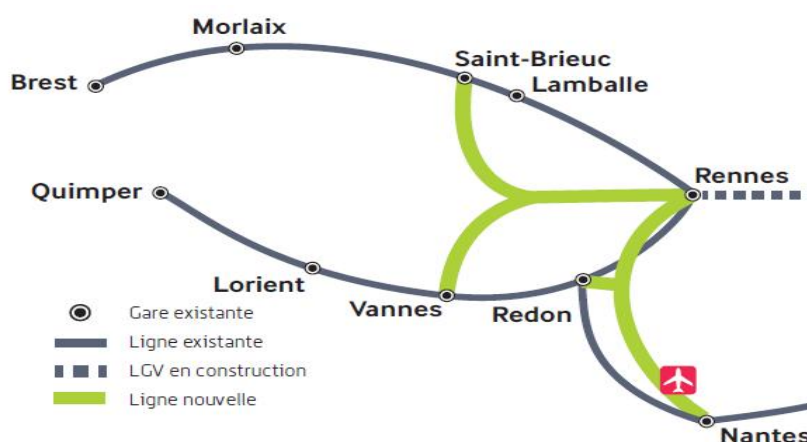 Morlaix
Brest
Saint-Brieuc
Lamballe
Rennes
Quimper
Lorient
Vannes
Redon
Nantes
Gare existante
Ligne existante
LGV en construction
Ligne nouvelle